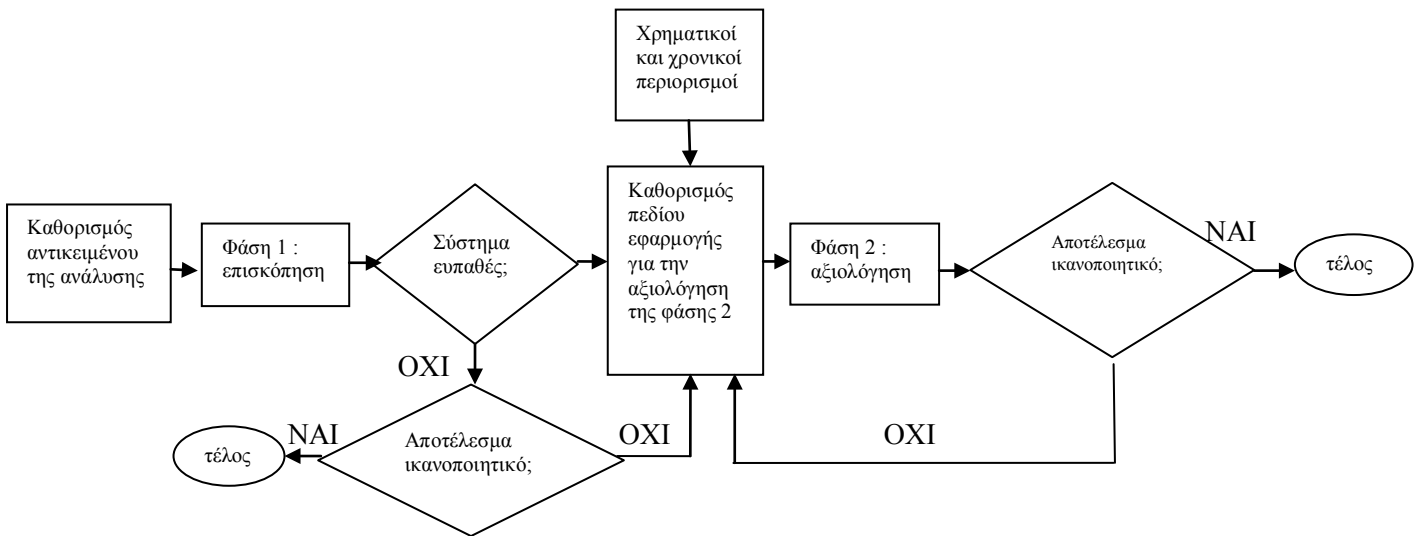 Χρηματικοί
και χρονικοί
περιορισμοί
Καθορισμός
αντικειμένου
της ανάλυσης
Φάση 1 :
επισκόπηση
Σύστημα
ευπαθές;
Καθορισμός
πεδίου
εφαρμογής
για την
αξιολόγηση
της φάσης 2
Φάση 2 :
αξιολόγηση
Αποτέλεσμα
ικανοποιητικό;
ΝΑΙ
τέλος
ΟΧΙ
τέλος
ΝΑΙ
Αποτέλεσμα
ικανοποιητικό;
ΟΧΙ
ΟΧΙ